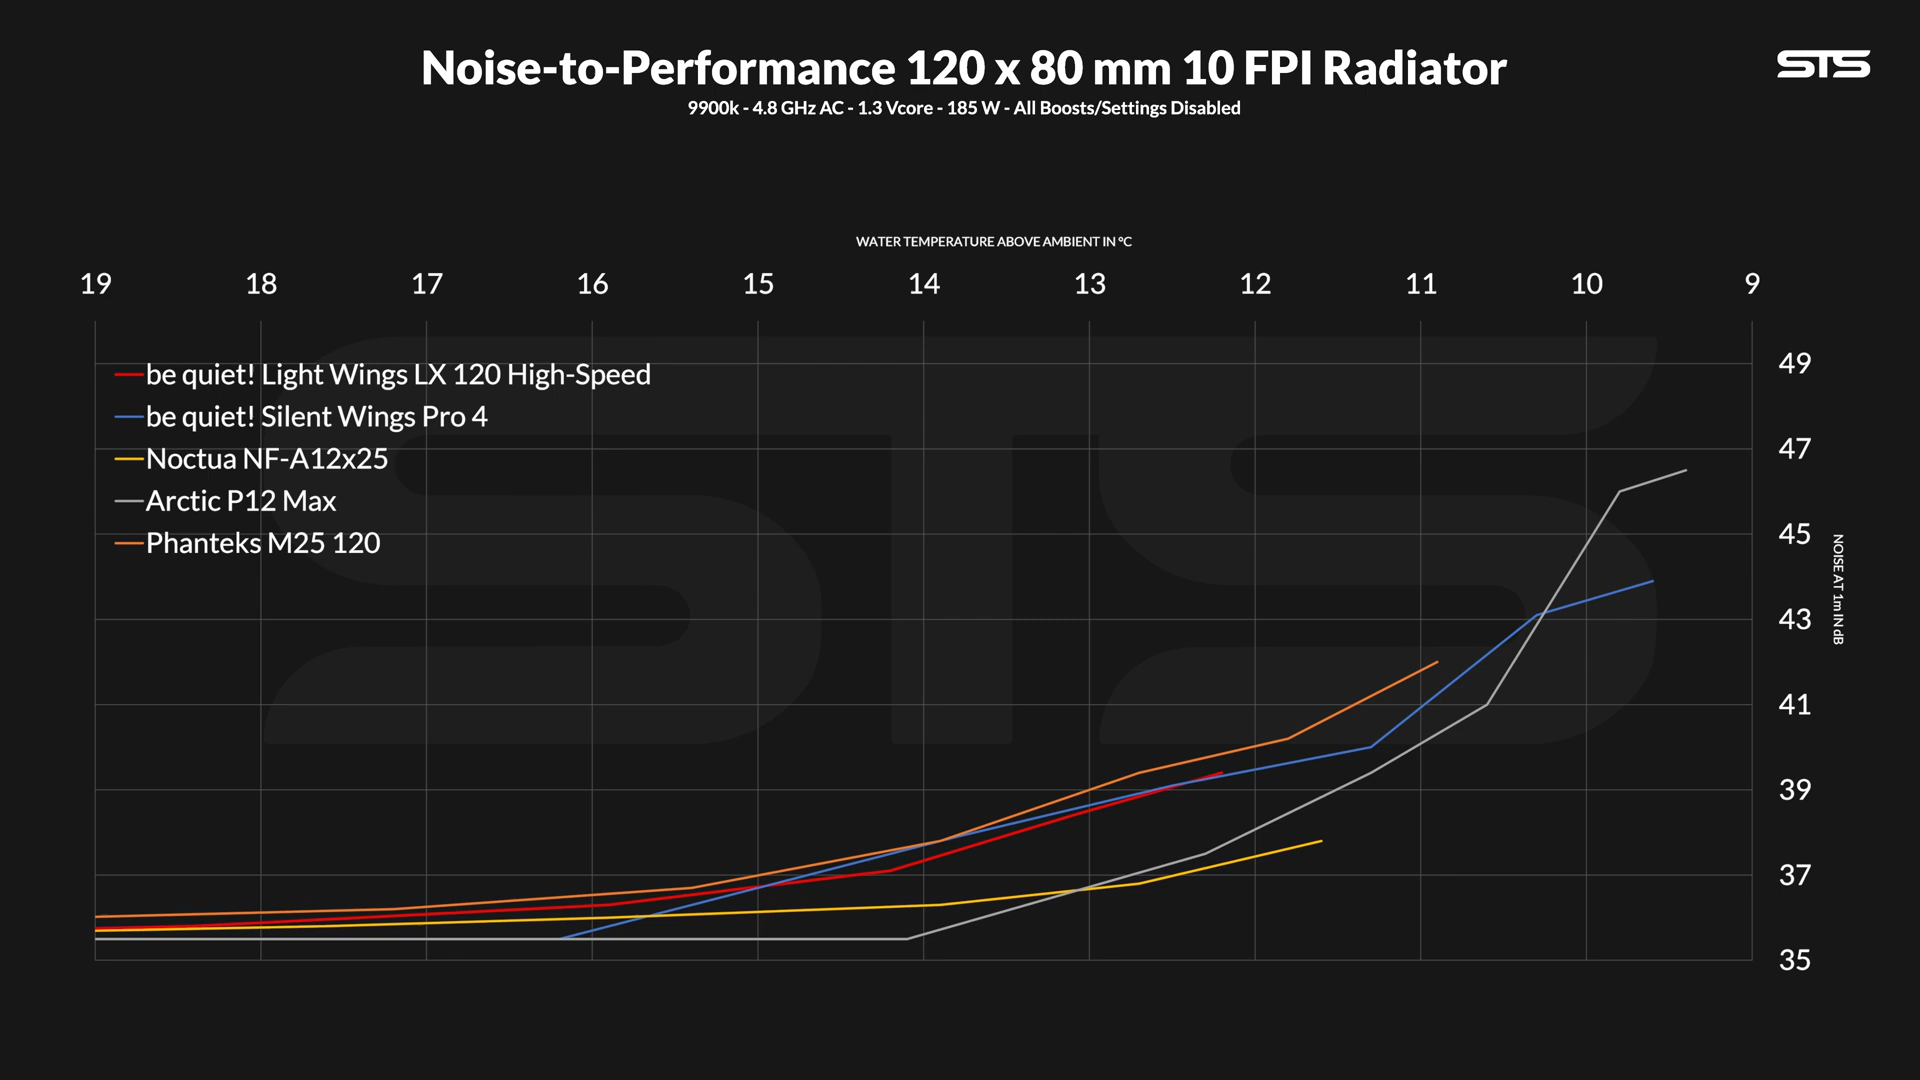 Noise-to-Performance 120 x 80 mm 10 FPI Radiator
STS
9900k - 4.8 GHz AC - 1.3 Vcore - 185 W - All Boosts/Settings Disabled
WATER TEMPERATURE ABOVE AMBIENT IN °C
19 18 17 16 15 14 13 12 11 10 9
be quiet! Light Wings LX 120 High-Speed
be quiet! Silent Wings Pro 4
Noctua NF-A12x25
Arctic P12 Max
Phanteks M25 120
STS
49
47
45
43
41
39
37
35
NOISE AT 1m IN dB